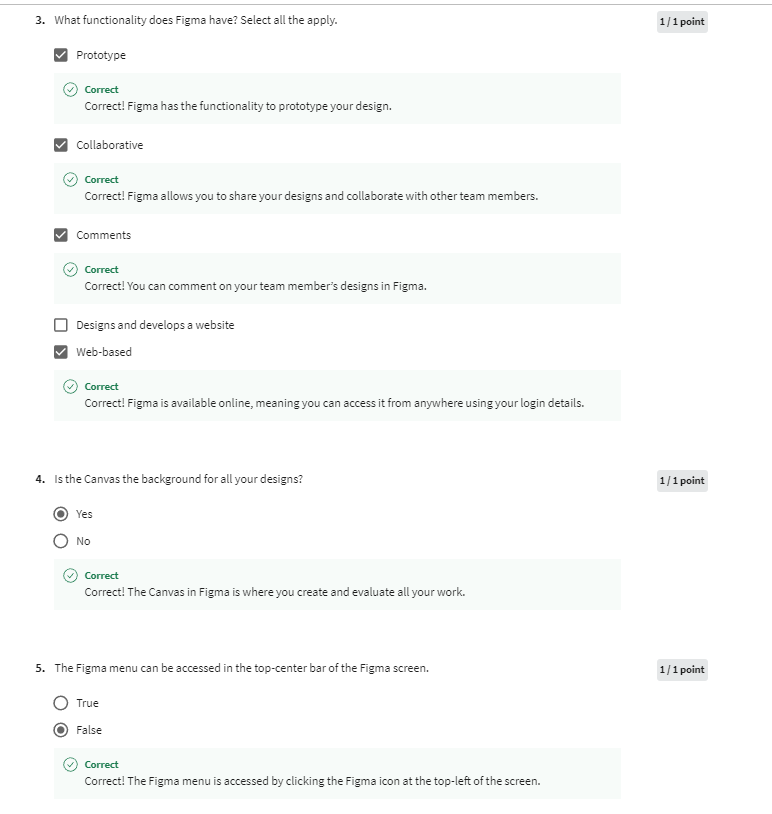 3. What functionality does Figma have? Select all the apply.
1 / 1 point
Prototype
Correct
Correct! Figma has the functionality to prototype your design.
Collaborative
Correct
Correct! Figma allows you to share your designs and collaborate with other team members.
Comments
Correct
Correct! You can comment on your team member's designs in Figma.
Designs and develops a website
Web-based
Correct
Correct! Figma is available online, meaning you can access it from anywhere using your login details.
4. Is the Canvas the background for all your designs?
1 / 1 point
Yes
No
Correct
Correct! The Canvas in Figma is where you create and evaluate all your work.
5. The Figma menu can be accessed in the top-center bar of the Figma screen.
1 / 1 point
True
False
Correct
Correct! The Figma menu is accessed by clicking the Figma icon at the top-left of the screen.